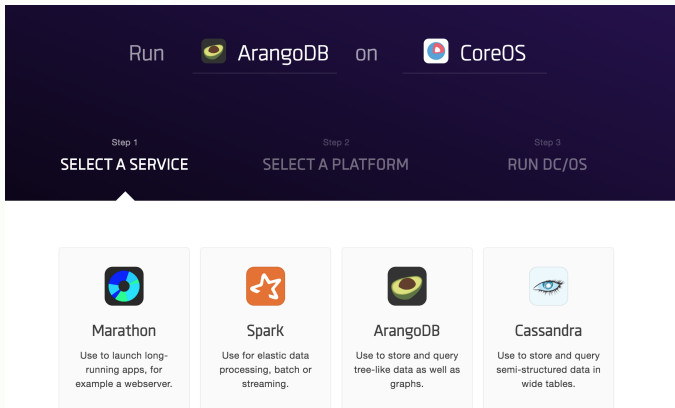 Run ArangoDB on CoreOS
Step 1
SELECT A SERVICE
Step 2
SELECT A PLATFORM
Step 3
RUN DC/OS
Marathon
Use to launch long-
running apps, for
example a webserver.
Spark
Use for elastic data
processing, batch or
streaming.
ArangoDB
Use to store and query
tree-like data as well as
graphs.
Cassandra
Use to store and query
semi-structured data in
wide tables.